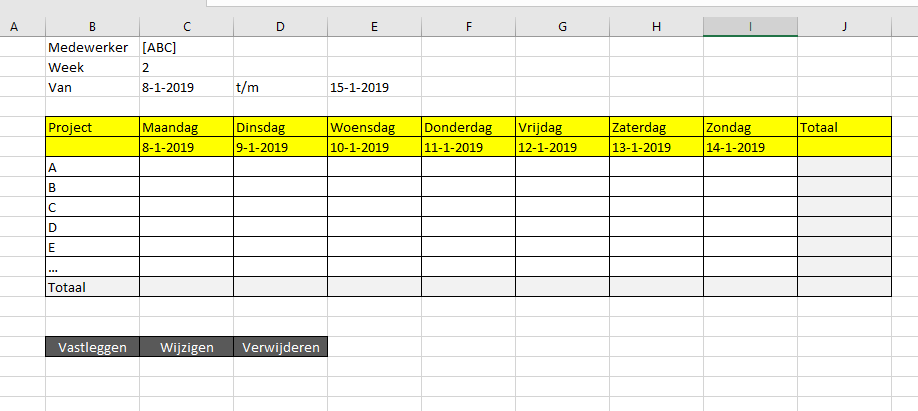 A B C D E F G H I J
Medewerker [ABC]
Week 2
Van 8-1-2019 t/m 15-1-2019
Project Maandag Dinsdag Woensdag Donderdag Vrijdag Zaterdag Zondag Totaal
8-1-2019 9-1-2019 10-1-2019 11-1-2019 12-1-2019 13-1-2019 14-1-2019
A
B
C
D
E
...
Totaal
Vastleggen Wijzigen Verwijderen